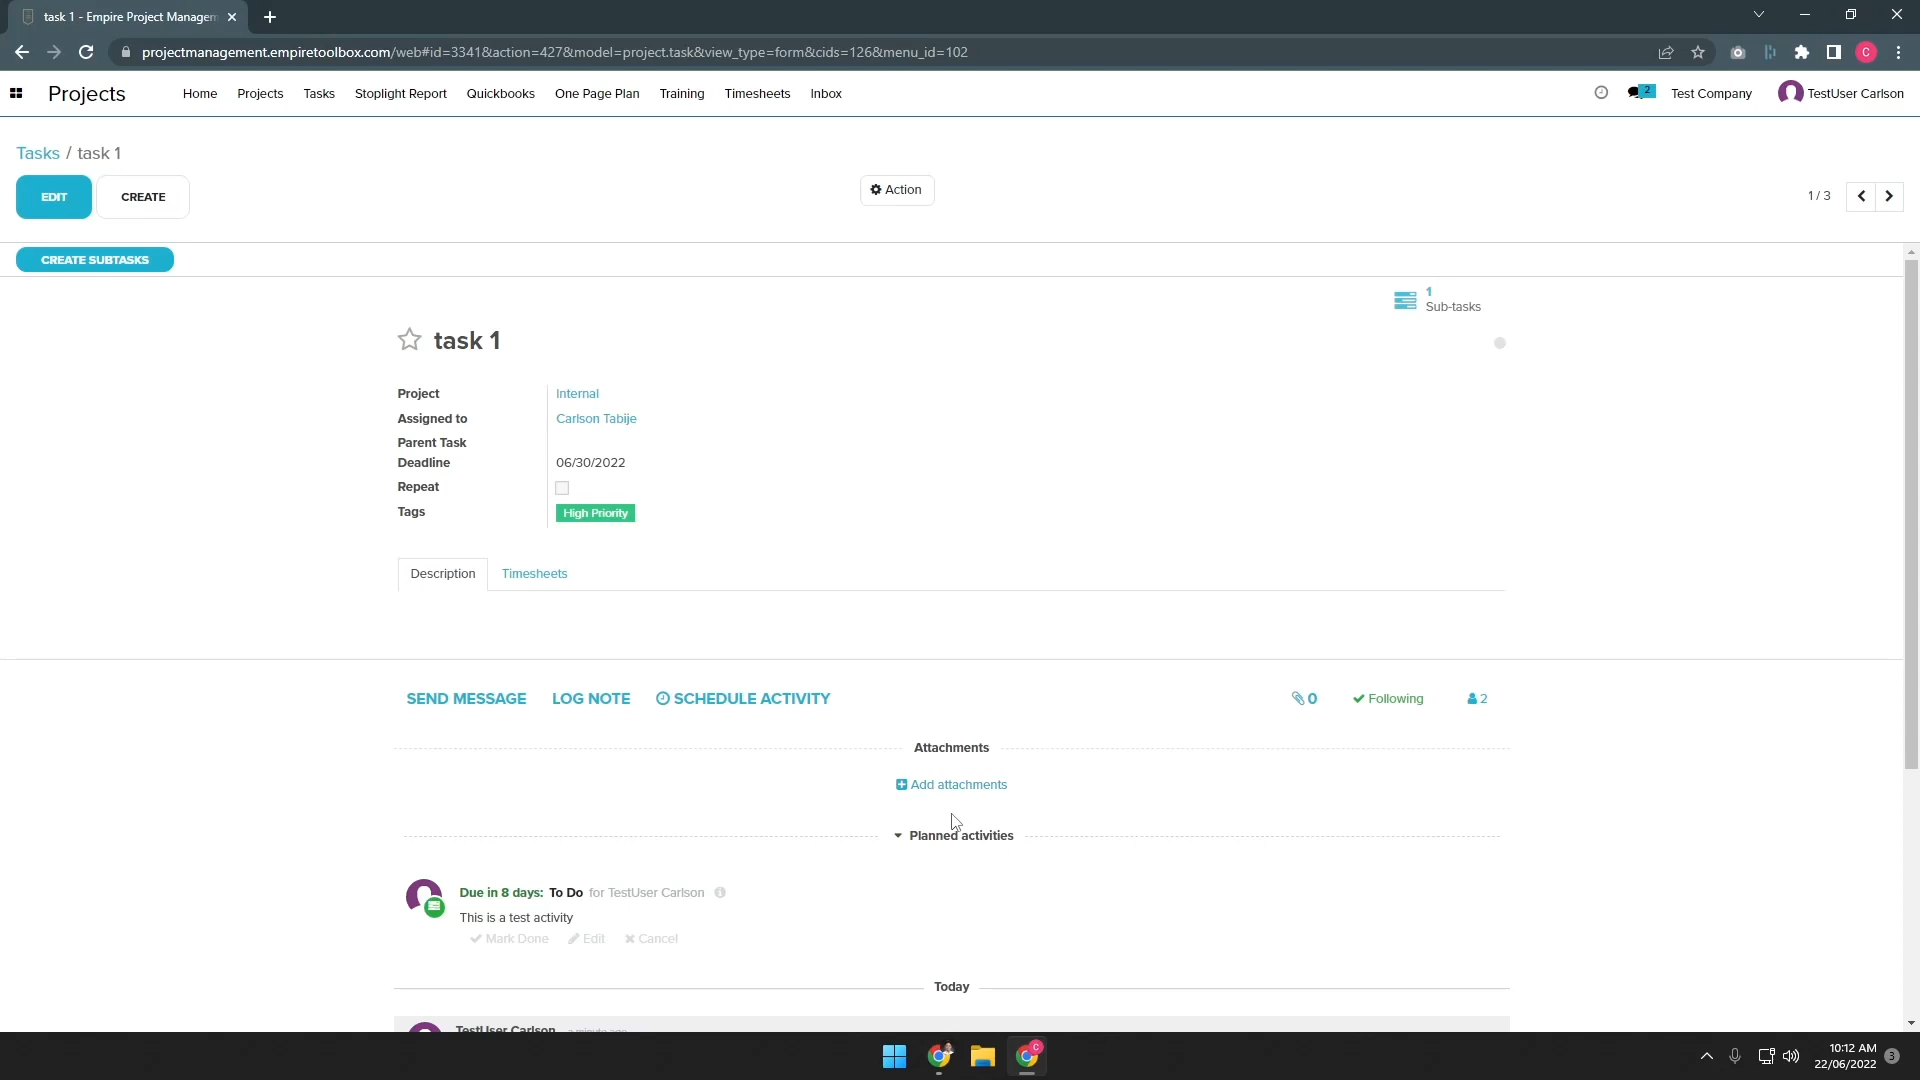 task 1 - Empire Project Managem
projectmanagement.empiretoolbox.com/web#id=3341&action=427&model=project.task&view_type=form&cids=126&menu_id=102
C
Projects
Home
Projects
Tasks
Stoplight Report
Quickbooks
One Page Plan
Training
Timesheets
Inbox
2
Test Company
TestUser Carlson
Tasks / task 1
EDIT
CREATE
Action
1 / 3
CREATE SUBTASKS
1
Sub-tasks
task 1
Project
Internal
Assigned to
Carlson Tabije
Parent Task
Deadline
06/30/2022
Repeat
Tags
High Priority
Description
Timesheets
SEND MESSAGE
LOG NOTE
SCHEDULE ACTIVITY
0
Following
2
Attachments
Add attachments
Planned activities
Due in 8 days: To Do for TestUser Carlson
This is a test activity
Mark Done
Edit
Cancel
Today
TestUser Carlson a minute ago
C
10:12 AM
22/06/2022
3